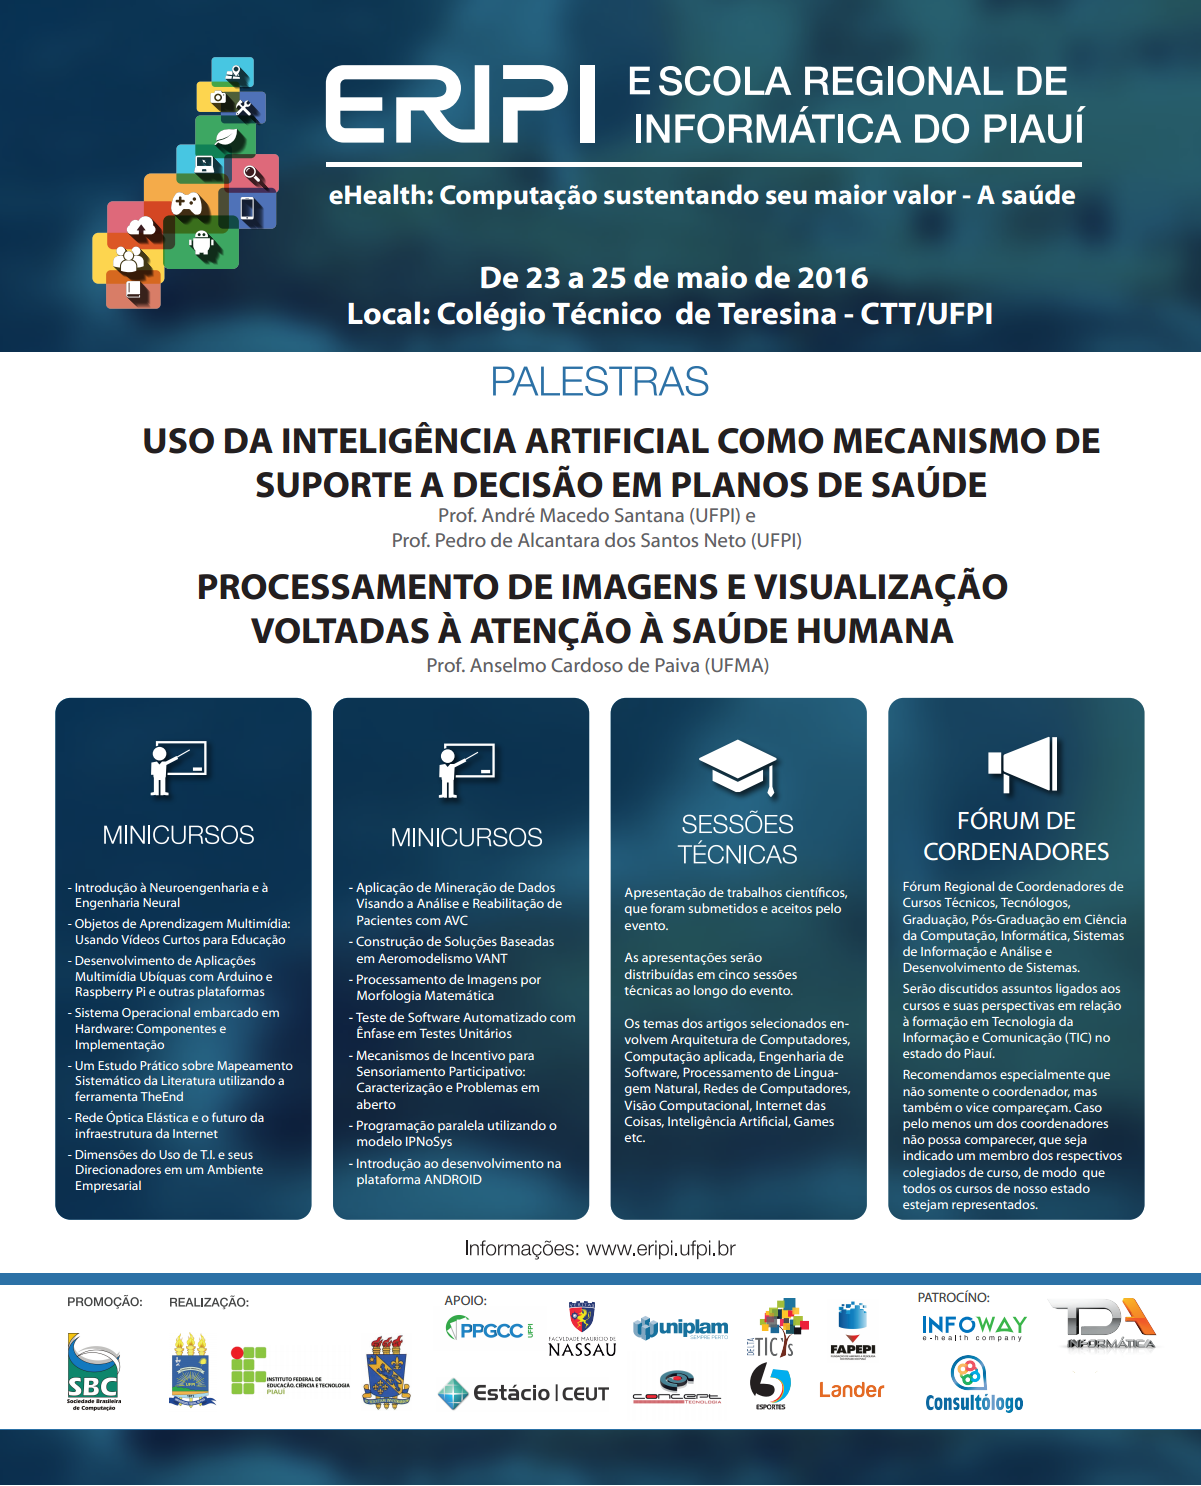 ERIPI
E SCOLA REGIONAL DE
INFORMÁTICA DO PIAUÍ
eHealth: Computação sustentando seu maior valor - A saúde
De 23 a 25 de maio de 2016
Local: Colégio Técnico de Teresina - CTT/UFPI
PALESTRAS
USO DA INTELIGÊNCIA ARTIFICIAL COMO MECANISMO DE
SUPORTE A DECISÃO EM PLANOS DE SAÚDE
Prof. André Macedo Santana (UFPI) e
Prof. Pedro de Alcantara dos Santos Neto (UFPI)
PROCESSAMENTO DE IMAGENS E VISUALIZAÇÃO
VOLTADAS À ATENÇÃO À SAÚDE HUMANA
Prof. Anselmo Cardoso de Paiva (UFMA)
MINICURSOS
- Introdução à Neuroengenharia e à
Engenharia Neural
- Objetos de Aprendizagem Multimídia:
Usando Vídeos Curtos para Educação
- Desenvolvimento de Aplicações
Multimídia Ubíquas com Arduino e
Raspberry Pi e outras plataformas
- Sistema Operacional embarcado em
Hardware: Componentes e
Implementação
- Um Estudo Prático sobre Mapeamento
Sistemático da Literatura utilizando a
ferramenta TheEnd
- Rede Óptica Elástica e o futuro da
infraestrutura da Internet
- Dimensões do Uso de T.I. e seus
Direcionadores em um Ambiente
Empresarial
MINICURSOS
- Aplicação de Mineração de Dados
Visando a Análise e Reabilitação de
Pacientes com AVC
- Construção de Soluções Baseadas
em Aeromodelismo VANT
- Processamento de Imagens por
Morfologia Matemática
- Teste de Software Automatizado com
Ênfase em Testes Unitários
- Mecanismos de Incentivo para
Sensoriamento Participativo:
Caracterização e Problemas em
aberto
- Programação paralela utilizando o
modelo IPNoSys
- Introdução ao desenvolvimento na
plataforma ANDROID
SESSÕES
TÉCNICAS
Apresentação de trabalhos científicos,
que foram submetidos e aceitos pelo
evento.
As apresentações serão
distribuídas em cinco sessões
técnicas ao longo do evento.
Os temas dos artigos selecionados en-
volvem Arquitetura de Computadores,
Computação aplicada, Engenharia de
Software, Processamento de Lingua-
gem Natural, Redes de Computadores,
Visão Computacional, Internet das
Coisas, Inteligência Artificial, Games
etc.
FÓRUM DE
CORDENADORES
Fórum Regional de Coordenadores de
Cursos Técnicos, Tecnólogos,
Graduação, Pós-Graduação em Ciência
da Computação, Informática, Sistemas
de Informação e Análise e
Desenvolvimento de Sistemas.
Serão discutidos assuntos ligados aos
cursos e suas perspectivas em relação
à formação em Tecnologia da
Informação e Comunicação (TIC) no
estado do Piauí.
Recomendamos especialmente que
não somente o coordenador, mas
também o vice compareçam. Caso
pelo menos um dos coordenadores
não possa comparecer, que seja
indicado um membro dos respectivos
colegiados de curso, de modo que
todos os cursos de nosso estado
estejam representados.
Informações: www.eripi.ufpi.br
PROMOÇÃO:
SBC
Sociedade Brasileira
de Computação
REALIZAÇÃO:
INSTITUTO FEDERAL DE
EDUCAÇÃO, CIÊNCIA E TECNOLOGIA
PIAUÍ
APOIO:
PPGCC UFPI
FACULDADE MAURÍCIO DE
NASSAU
uniplam
SEMPRE PERTO
DELTA
TIC's
FAPEPI
Estácio | CEUT
CONCEPT
TECNOLOGIA
ESPORTES
Lander
PATROCÍNO:
INFOWAY
e-health company
TDA
INFORMÁTICA
Consultólogo